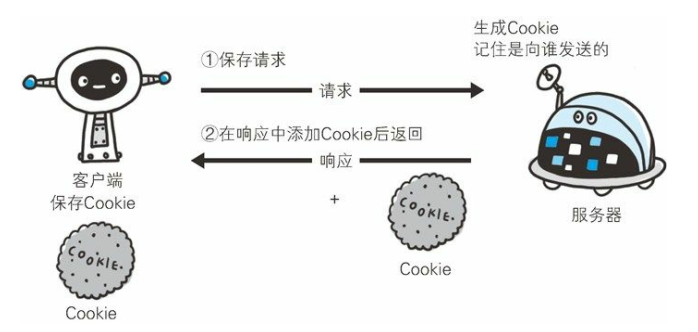 生成Cookie
记住是向谁发送的
①保存请求
请求
②在响应中添加Cookie后返回
响应
客户端
保存Cookie
+
COOKIE.
Cookie
服务器
COOKIE.
Cookie